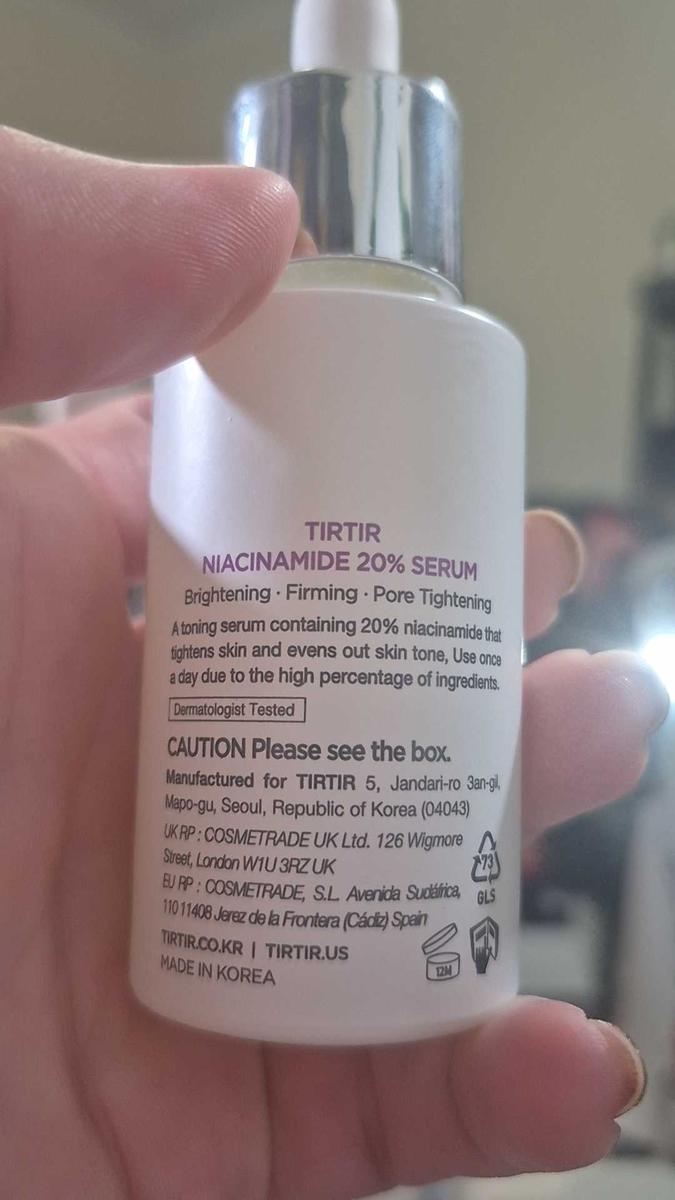 TIRTIR
NIACINAMIDE 20% SERUM
Brightening · Firming · Pore Tightening
A toning serum containing 20% niacinamide that
tightens skin and evens out skin tone, Use once
a day due to the high percentage of ingredients.
Dermatologist Tested
CAUTION Please see the box.
Manufactured for TIRTIR 5, Jandari-ro 3an-gil,
Mapo-gu, Seoul, Republic of Korea (04043)
UK RP : COSMETRADE UK Ltd. 126 Wigmore
Street, London W1U 3RZ UK
EU RP : COSMETRADE, S.L. Avenida Sudáfrica,
110 11408 Jerez de la Frontera (Cádiz) Spain
TIRTIR.CO.KR | TIRTIR.US
MADE IN KOREA
73
GLS
12M